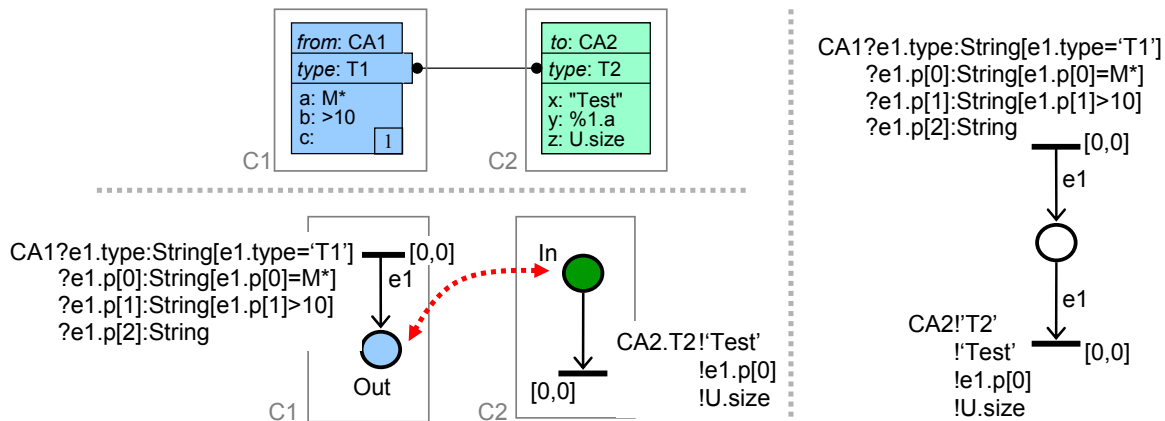 from: CA1
type: T1
a: M*
b: >10
c:
1
C1
to: CA2
type: T2
x: "Test"
y: %1.a
z: U.size
C2
CA1?e1.type:String[e1.type=‘T1’]
?e1.p[0]:String[e1.p[0]=M*]
?e1.p[1]:String[e1.p[1]>10]
?e1.p[2]:String
[0,0]
e1
Out
C1
In
CA2.T2!‘Test’
!e1.p[0]
!U.size
[0,0]
C2
CA1?e1.type:String[e1.type=‘T1’]
?e1.p[0]:String[e1.p[0]=M*]
?e1.p[1]:String[e1.p[1]>10]
?e1.p[2]:String
[0,0]
e1
e1
CA2!’T2’
!‘Test’
!e1.p[0]
!U.size
[0,0]